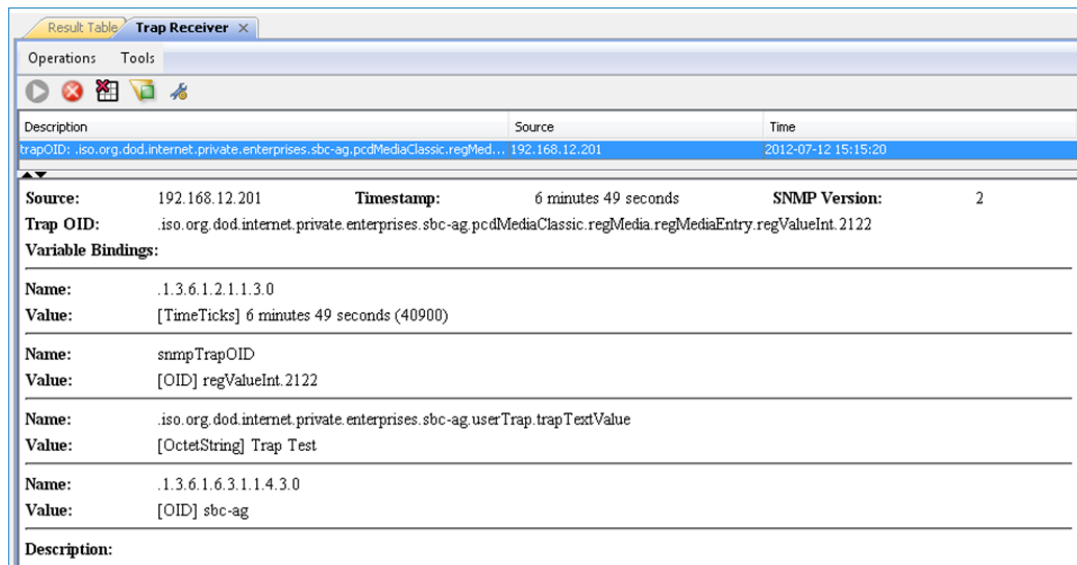 Result Table Trap Receiver
Operations Tools
Description Source Time
trapOID: .iso.org.dod.internet.private.enterprises.sbc-ag.pcdMediaClassic.regMed... 192.168.12.201 2012-07-12 15:15:20
Source: 192.168.12.201 Timestamp: 6 minutes 49 seconds SNMP Version: 2
Trap OID: .iso.org.dod.internet.private.enterprises.sbc-ag.pcdMediaClassic.regMedia.regMediaEntry.regValueInt.2122
Variable Bindings:
Name: .1.3.6.1.2.1.1.3.0
Value: [TimeTicks] 6 minutes 49 seconds (40900)
Name: snmpTrapOID
Value: [OID] regValueInt.2122
Name: .iso.org.dod.internet.private.enterprises.sbc-ag.userTrap.trapTextValue
Value: [OctetString] Trap Test
Name: .1.3.6.1.6.3.1.1.4.3.0
Value: [OID] sbc-ag
Description: